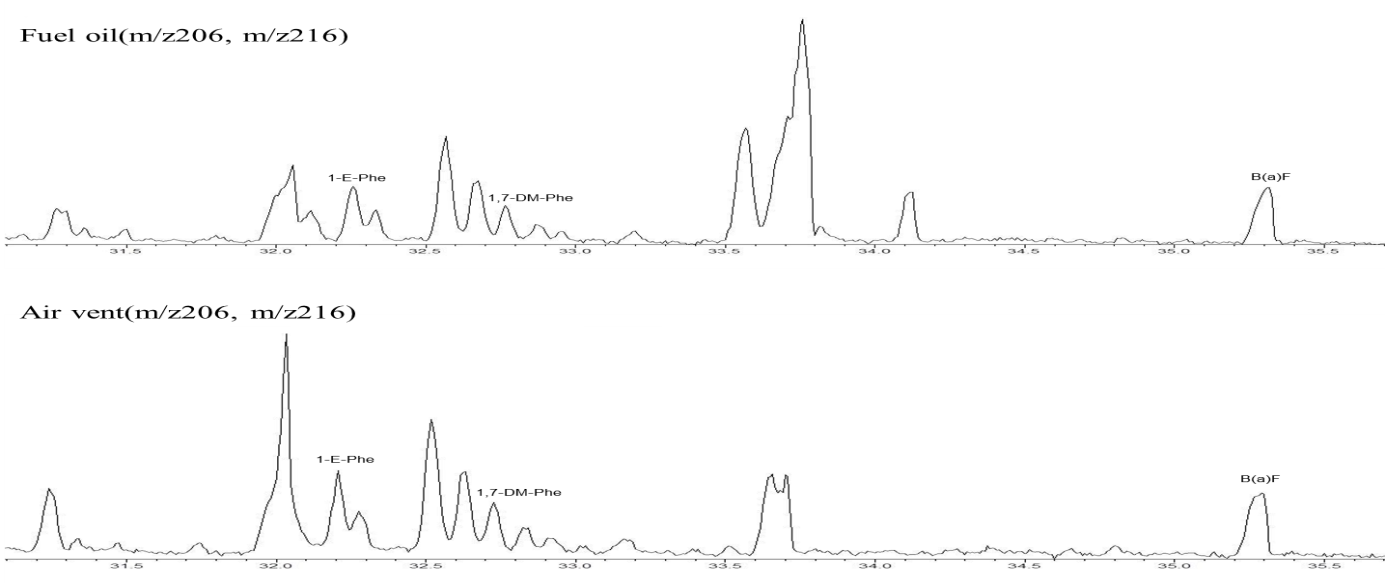 Fuel oil(m/z206, m/z216)
1-E-Phe
1,7-DM-Phe
B(a)F
31.5 32.0 32.5 33.0 33.5 34.0 34.5 35.0 35.5
Air vent(m/z206, m/z216)
1-E-Phe
1,7-DM-Phe
B(a)F
31.5 32.0 32.5 33.0 33.5 34.0 34.5 35.0 35.5